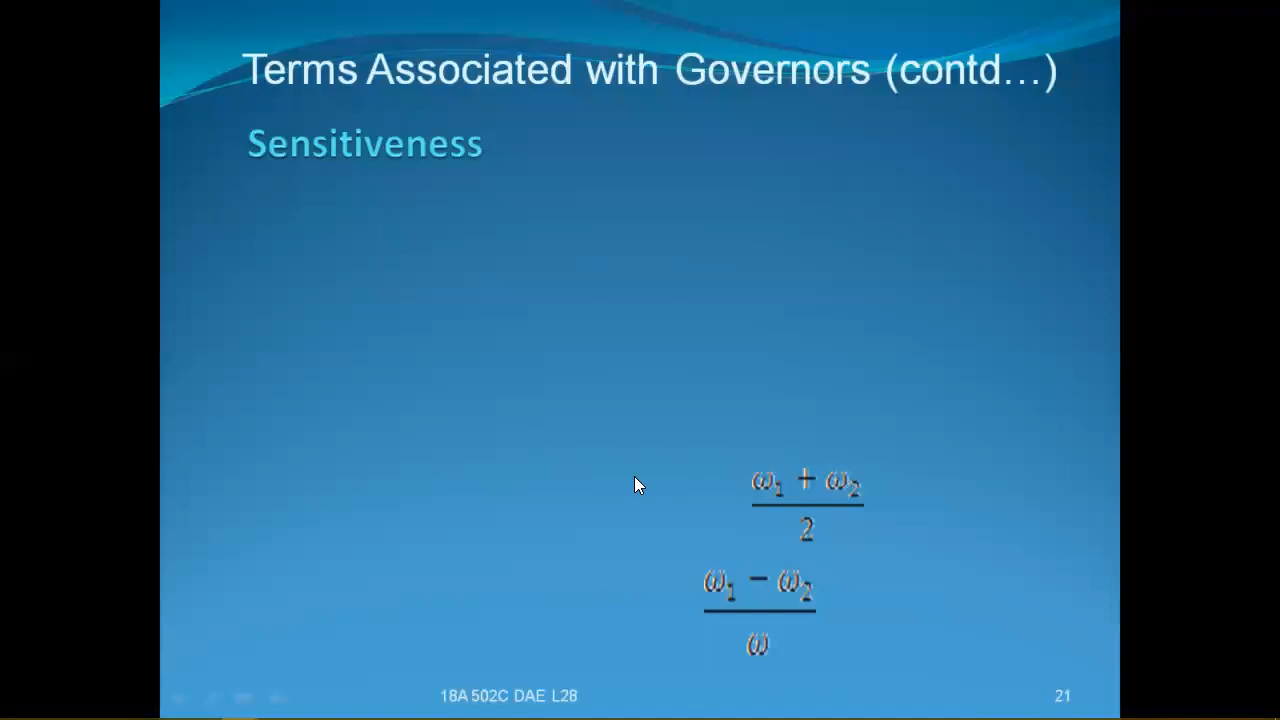 Terms Associated with Governors (contd…)
Sensitiveness
ω₁ + ω₂
2
ω₁ − ω₂
ω
18A 502C DAE L28
21